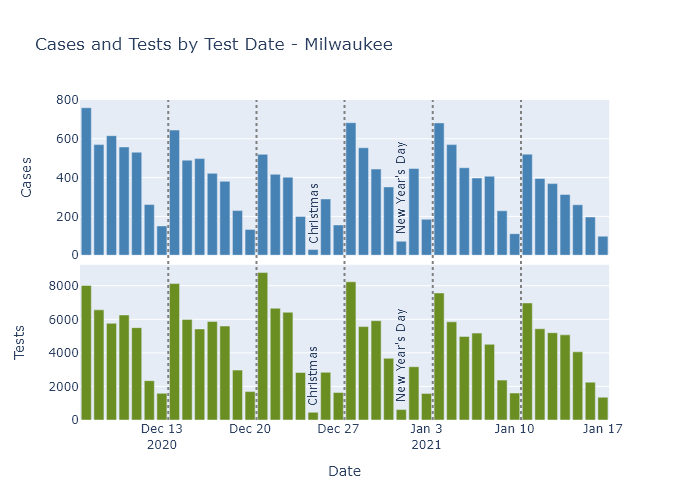 Cases and Tests by Test Date - Milwaukee
800
600
400
200
0
Cases
Christmas
New Year's Day
8000
6000
4000
2000
0
Tests
Christmas
New Year's Day
Dec 13
2020
Dec 20
Dec 27
Jan 3
2021
Jan 10
Jan 17
Date